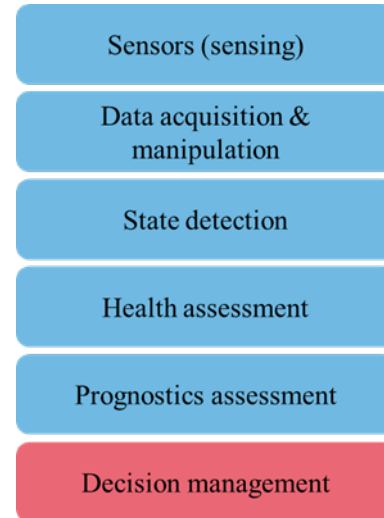 Sensors (sensing)
Data acquisition &
manipulation
State detection
Health assessment
Prognostics assessment
Decision management